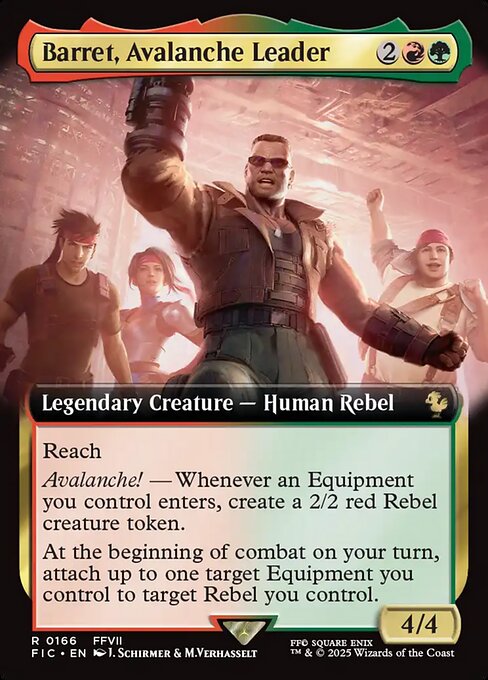 Barret, Avalanche Leader 2
Legendary Creature — Human Rebel
Reach
Avalanche! — Whenever an Equipment
you control enters, create a 2/2 red Rebel
creature token.
At the beginning of combat on your turn,
attach up to one target Equipment you
control to target Rebel you control.
4/4
R 0166 FFVII
FIC • EN J. SCHIRMER & M.VERHASSELT
FF© SQUARE ENIX
™ & © 2025 Wizards of the Coast